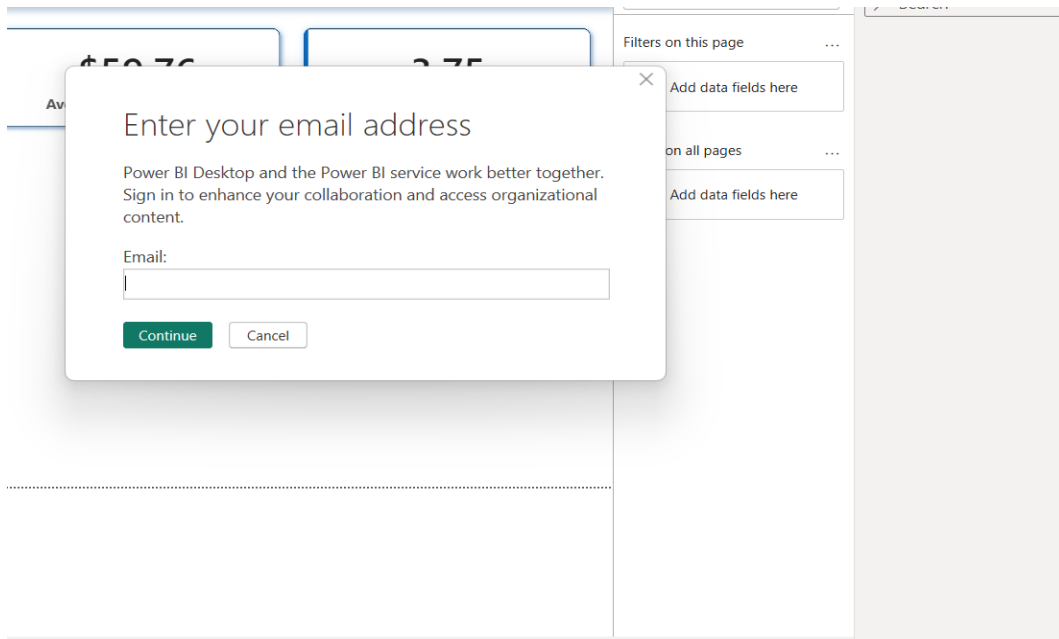 Filters on this page
...
Add data fields here
on all pages
...
Add data fields here
Enter your email address
Power BI Desktop and the Power BI service work better together.
Sign in to enhance your collaboration and access organizational
content.
Email:
Continue
Cancel